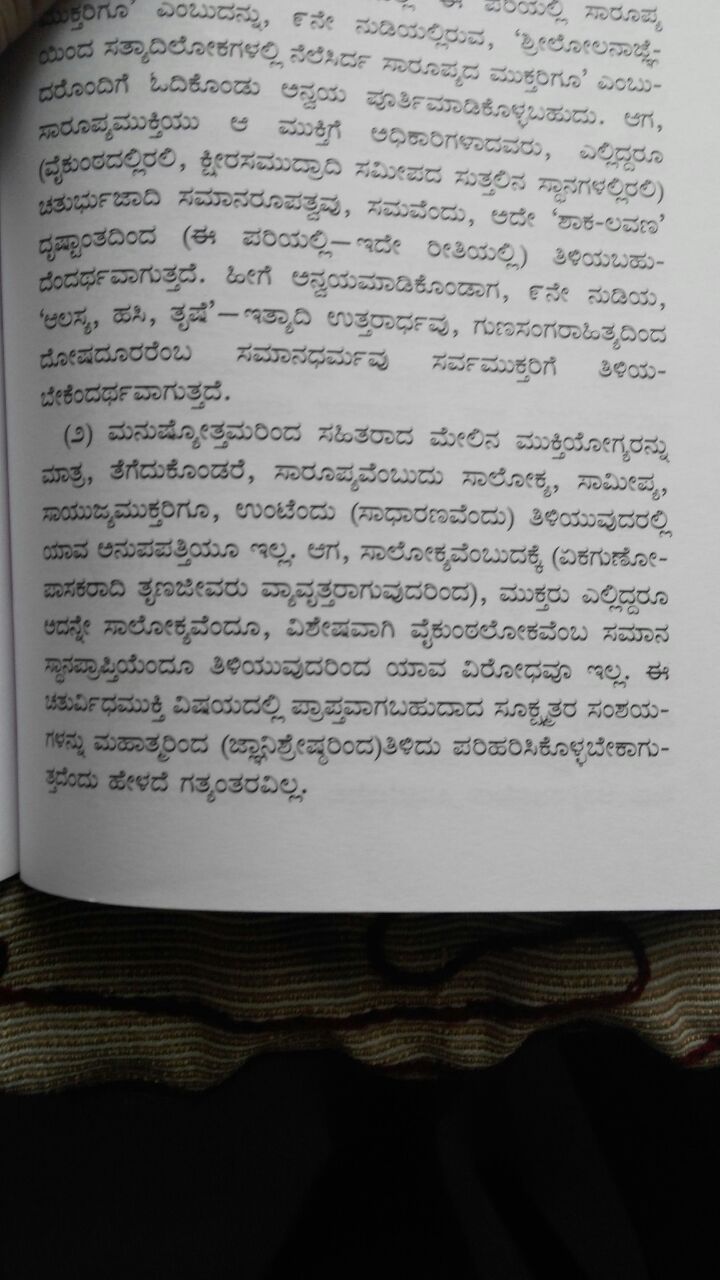 ಈ ಪರಿಯಲ್ಲಿ ಸಾರೂಪ್ಯ
ಮುಕ್ತರಿಗೂ' ಎಂಬುದನ್ನು, ೯ನೇ ನುಡಿಯಲ್ಲಿರುವ, 'ಶ್ರೀಲೋಲನಾಜ್ಞೆ-
ಯಿಂದ ಸತ್ಯಾದಿಲೋಕಗಳಲ್ಲಿ ನೆಲೆಸಿರ್ದ ಸಾರೂಪ್ಯದ ಮುಕ್ತರಿಗೂ' ಎಂಬು-
ದರೊಂದಿಗೆ ಓದಿಕೊಂಡು ಅನ್ವಯ ಪೂರ್ತಿಮಾಡಿಕೊಳ್ಳಬಹುದು. ಆಗ,
ಸಾರೂಪ್ಯಮುಕ್ತಿಯು ಆ ಮುಕ್ತಿಗೆ ಅಧಿಕಾರಿಗಳಾದವರು, ಎಲ್ಲಿದ್ದರೂ
(ವೈಕುಂಠದಲ್ಲಿರಲಿ, ಕ್ಷೀರಸಮುದ್ರಾದಿ ಸಮೀಪದ ಸುತ್ತಲಿನ ಸ್ಥಾನಗಳಲ್ಲಿರಲಿ)
ಚತುರ್ಭುಜಾದಿ ಸಮಾನರೂಪತ್ವವು, ಸಮವೆಂದು, ಅದೇ 'ಶಾಕ-ಲವಣ'
ದೃಷ್ಟಾಂತದಿಂದ (ಈ ಪರಿಯಲ್ಲಿ—ಇದೇ ರೀತಿಯಲ್ಲಿ) ತಿಳಿಯಬಹು-
ದೆಂದರ್ಥವಾಗುತ್ತದೆ. ಹೀಗೆ ಅನ್ವಯಮಾಡಿಕೊಂಡಾಗ, ೯ನೇ ನುಡಿಯ,
'ಆಲಸ್ಯ, ಹಸಿ, ತೃಷೆ'—ಇತ್ಯಾದಿ ಉತ್ತರಾರ್ಧವು, ಗುಣಸಂಗರಾಹಿತ್ಯದಿಂದ
ದೋಷದೂರರೆಂಬ ಸಮಾನಧರ್ಮವು ಸರ್ವಮುಕ್ತರಿಗೆ ತಿಳಿಯ-
ಬೇಕೆಂದರ್ಥವಾಗುತ್ತದೆ.
(೨) ಮನುಷ್ಯೋತ್ತಮರಿಂದ ಸಹಿತರಾದ ಮೇಲಿನ ಮುಕ್ತಿಯೋಗ್ಯರನ್ನು
ಮಾತ್ರ, ತೆಗೆದುಕೊಂಡರೆ, ಸಾರೂಪ್ಯವೆಂಬುದು ಸಾಲೋಕ್ಯ, ಸಾಮೀಪ್ಯ,
ಸಾಯುಜ್ಯಮುಕ್ತರಿಗೂ, ಉಂಟೆಂದು (ಸಾಧಾರಣವೆಂದು) ತಿಳಿಯುವುದರಲ್ಲಿ
ಯಾವ ಅನುಪಪತ್ತಿಯೂ ಇಲ್ಲ. ಆಗ, ಸಾಲೋಕ್ಯವೆಂಬುದಕ್ಕೆ (ಏಕಗುಣೋ-
ಪಾಸಕರಾದಿ ತೃಣಜೀವರು ವ್ಯಾವೃತ್ತರಾಗುವುದರಿಂದ), ಮುಕ್ತರು ಎಲ್ಲಿದ್ದರೂ
ಅದನ್ನೇ ಸಾಲೋಕ್ಯವೆಂದೂ, ವಿಶೇಷವಾಗಿ ವೈಕುಂಠಲೋಕವೆಂಬ ಸಮಾನ
ಸ್ಥಾನಪ್ರಾಪ್ತಿಯೆಂದೂ ತಿಳಿಯುವುದರಿಂದ ಯಾವ ವಿರೋಧವೂ ಇಲ್ಲ. ಈ
ಚತುರ್ವಿಧಮುಕ್ತಿ ವಿಷಯದಲ್ಲಿ ಪ್ರಾಪ್ತವಾಗಬಹುದಾದ ಸೂಕ್ಷ್ಮತರ ಸಂಶಯ-
ಗಳನ್ನು ಮಹಾತ್ಮರಿಂದ (ಜ್ಞಾನಿಶ್ರೇಷ್ಠರಿಂದ)ತಿಳಿದು ಪರಿಹರಿಸಿಕೊಳ್ಳಬೇಕಾಗು-
ತ್ತದೆಂದು ಹೇಳದೆ ಗತ್ಯಂತರವಿಲ್ಲ.